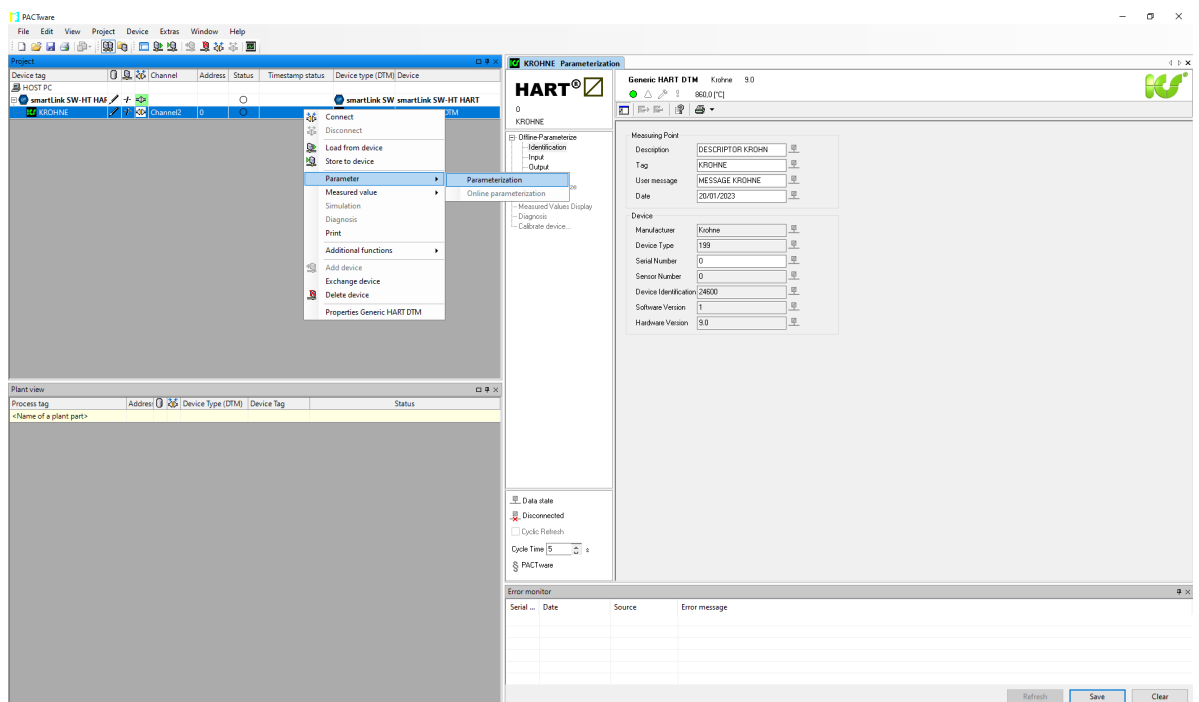 PACTware
File Edit View Project Device Extras Window Help
Project
Device tag Channel Address Status Timestamp status Device type (DTM) Device
HOST PC
smartLink SW-HT HAF smartLink SW smartLink SW-HT HART
KROHNE Channel2 0 DTM
Connect
Disconnect
Load from device
Store to device
Parameter
Measured value
Simulation
Diagnosis
Print
Additional functions
Add device
Exchange device
Delete device
Properties Generic HART DTM
Parameterization
Online parameterization
Plant view
Process tag Address Device Type (DTM) Device Tag Status
<Name of a plant part>
KROHNE Parameterization
HART®
0
KROHNE
Generic HART DTM Krohne 9.0
860,0 [°C]
ICS
Offline-Parameterize
Identification
Input
Output
Measured Values Display
Diagnosis
Calibrate device...
Measuring Point
Description DESCRIPTOR KROHN
Tag KROHNE
User message MESSAGE KROHNE
Date 20/01/2023
Device
Manufacturer Krohne
Device Type 199
Serial Number 0
Sensor Number 0
Device Identification 24600
Software Version 1
Hardware Version 9.0
Data state
Disconnected
Cyclic Refresh
Cycle Time 5 s
PACTware
Error monitor
Serial ... Date Source Error message
Refresh Save Clear